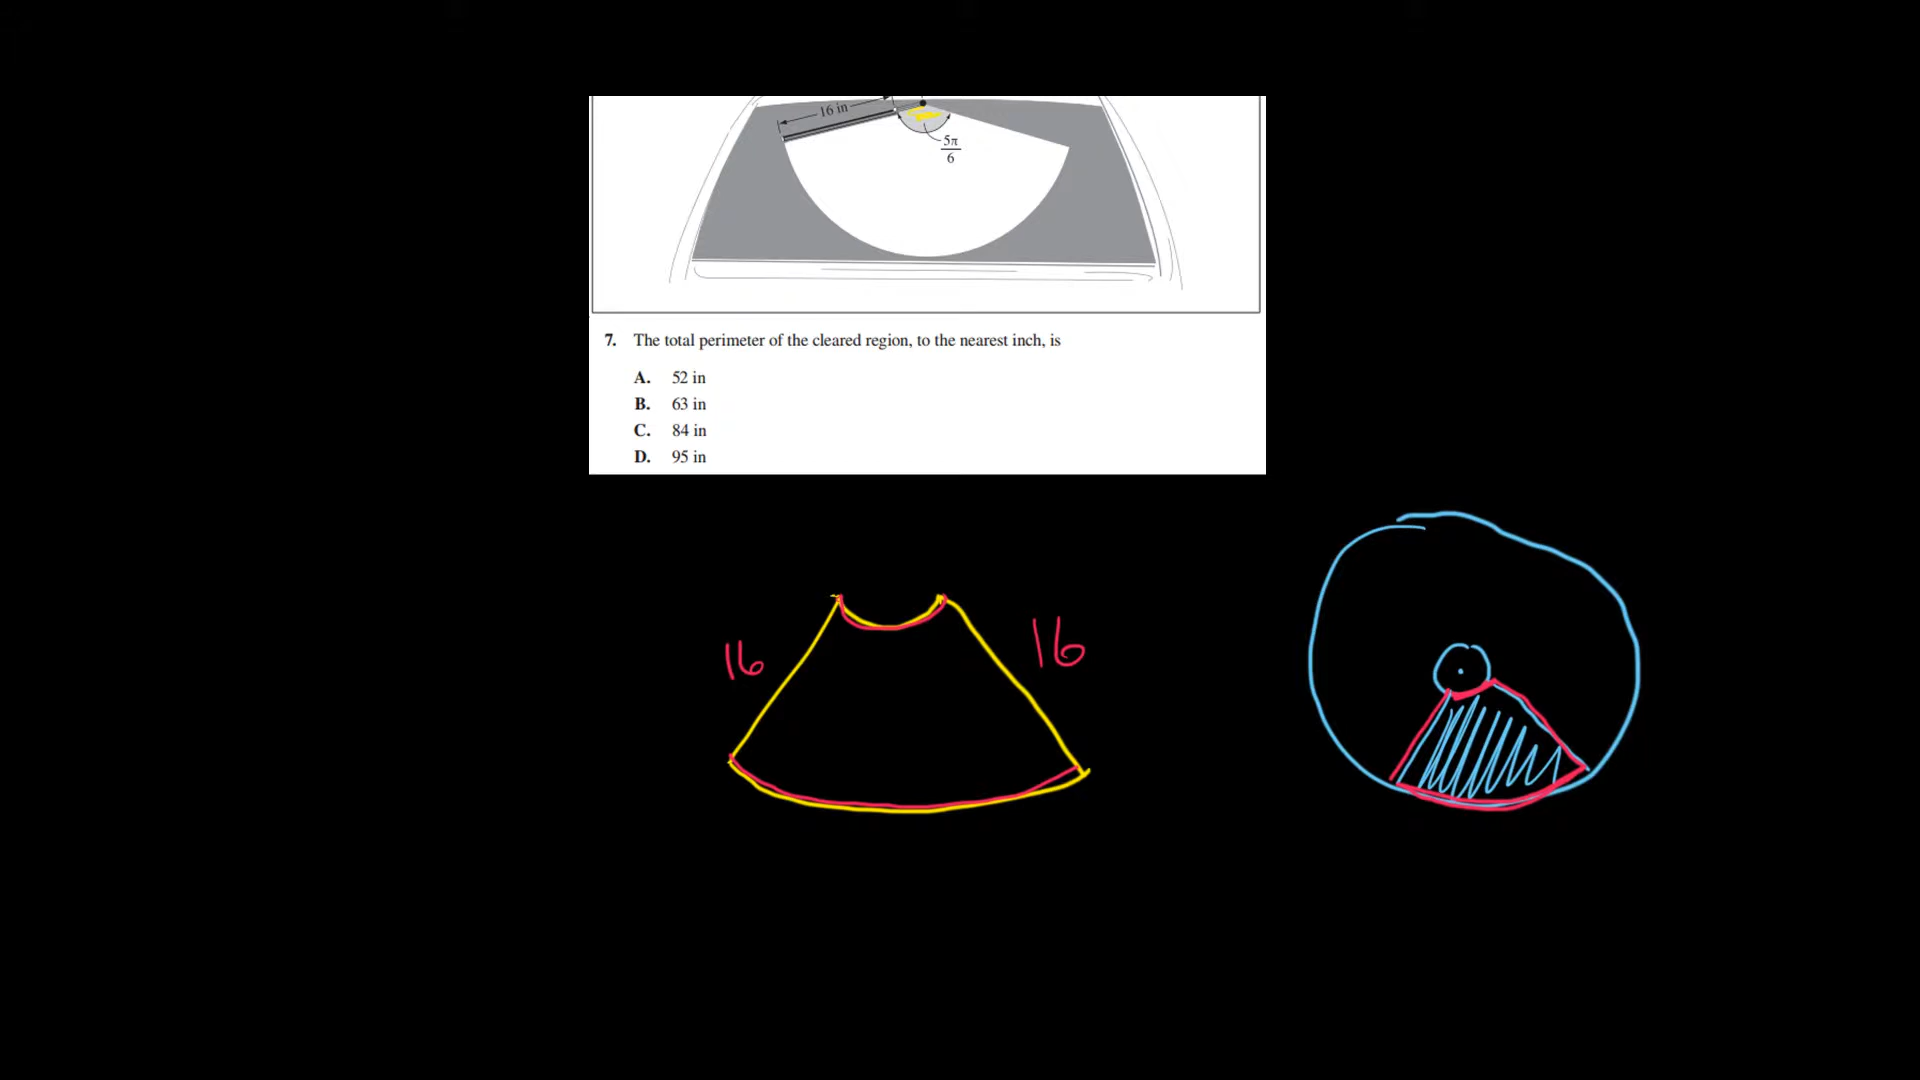 16 in
5π
6
7. The total perimeter of the cleared region, to the nearest inch, is
A. 52 in
B. 63 in
C. 84 in
D. 95 in
16 16